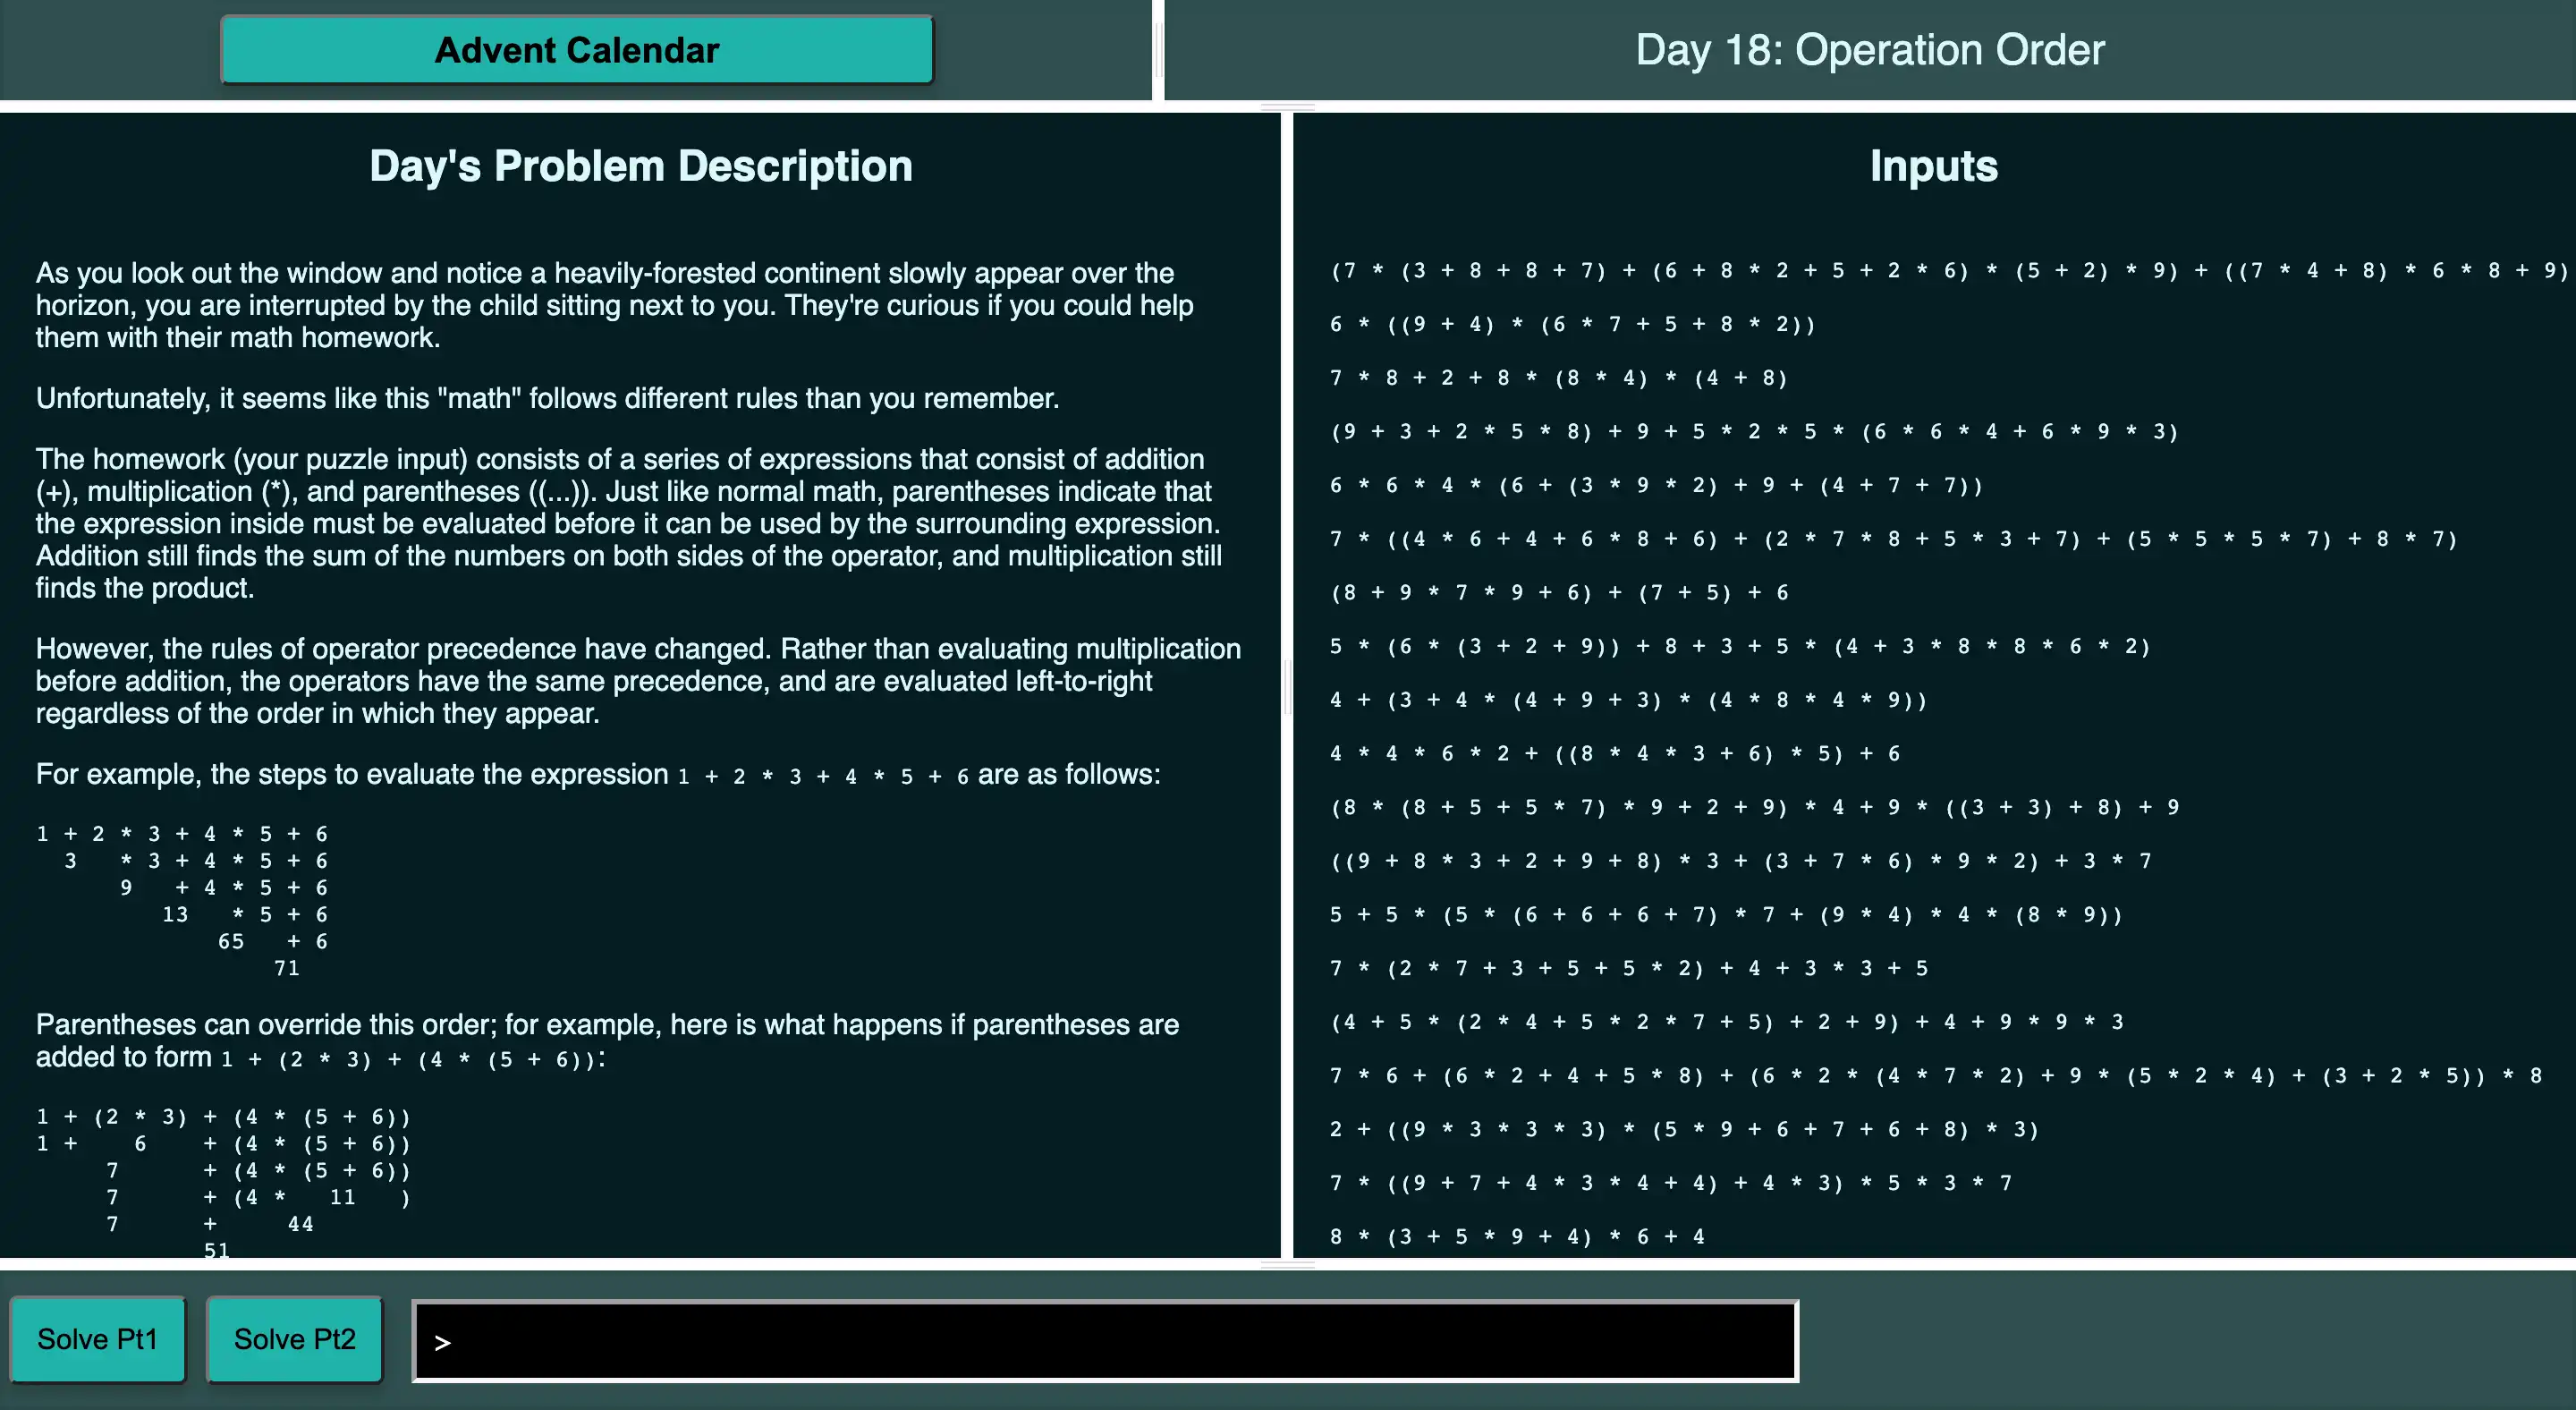 Advent Calendar
Day 18: Operation Order
Day's Problem Description
As you look out the window and notice a heavily-forested continent slowly appear over the
horizon, you are interrupted by the child sitting next to you. They're curious if you could help
them with their math homework.
Unfortunately, it seems like this "math" follows different rules than you remember.
The homework (your puzzle input) consists of a series of expressions that consist of addition
(+), multiplication (*), and parentheses ((...)). Just like normal math, parentheses indicate that
the expression inside must be evaluated before it can be used by the surrounding expression.
Addition still finds the sum of the numbers on both sides of the operator, and multiplication still
finds the product.
However, the rules of operator precedence have changed. Rather than evaluating multiplication
before addition, the operators have the same precedence, and are evaluated left-to-right
regardless of the order in which they appear.
For example, the steps to evaluate the expression 1 + 2 * 3 + 4 * 5 + 6 are as follows:
1 + 2 * 3 + 4 * 5 + 6
3 * 3 + 4 * 5 + 6
9 + 4 * 5 + 6
13 * 5 + 6
65 + 6
71
Parentheses can override this order; for example, here is what happens if parentheses are
added to form 1 + (2 * 3) + (4 * (5 + 6)):
1 + (2 * 3) + (4 * (5 + 6))
1 + 6 + (4 * (5 + 6))
7 + (4 * (5 + 6))
7 + (4 * 11 )
7 + 44
51
Inputs
(7 * (3 + 8 + 8 + 7) + (6 + 8 * 2 + 5 + 2 * 6) * (5 + 2) * 9) + ((7 * 4 + 8) * 6 * 8 + 9)
6 * ((9 + 4) * (6 * 7 + 5 + 8 * 2))
7 * 8 + 2 + 8 * (8 * 4) * (4 + 8)
(9 + 3 + 2 * 5 * 8) + 9 + 5 * 2 * 5 * (6 * 6 * 4 + 6 * 9 * 3)
6 * 6 * 4 * (6 + (3 * 9 * 2) + 9 + (4 + 7 + 7))
7 * ((4 * 6 + 4 + 6 * 8 + 6) + (2 * 7 * 8 + 5 * 3 + 7) + (5 * 5 * 5 * 7) + 8 * 7)
(8 + 9 * 7 * 9 + 6) + (7 + 5) + 6
5 * (6 * (3 + 2 + 9)) + 8 + 3 + 5 * (4 + 3 * 8 * 8 * 6 * 2)
4 + (3 + 4 * (4 + 9 + 3) * (4 * 8 * 4 * 9))
4 * 4 * 6 * 2 + ((8 * 4 * 3 + 6) * 5) + 6
(8 * (8 + 5 + 5 * 7) * 9 + 2 + 9) * 4 + 9 * ((3 + 3) + 8) + 9
((9 + 8 * 3 + 2 + 9 + 8) * 3 + (3 + 7 * 6) * 9 * 2) + 3 * 7
5 + 5 * (5 * (6 + 6 + 6 + 7) * 7 + (9 * 4) * 4 * (8 * 9))
7 * (2 * 7 + 3 + 5 + 5 * 2) + 4 + 3 * 3 + 5
(4 + 5 * (2 * 4 + 5 * 2 * 7 + 5) + 2 + 9) + 4 + 9 * 9 * 3
7 * 6 + (6 * 2 + 4 + 5 * 8) + (6 * 2 * (4 * 7 * 2) + 9 * (5 * 2 * 4) + (3 + 2 * 5)) * 8
2 + ((9 * 3 * 3 * 3) * (5 * 9 + 6 + 7 + 6 + 8) * 3)
7 * ((9 + 7 + 4 * 3 * 4 + 4) + 4 * 3) * 5 * 3 * 7
8 * (3 + 5 * 9 + 4) * 6 + 4
Solve Pt1
Solve Pt2
>